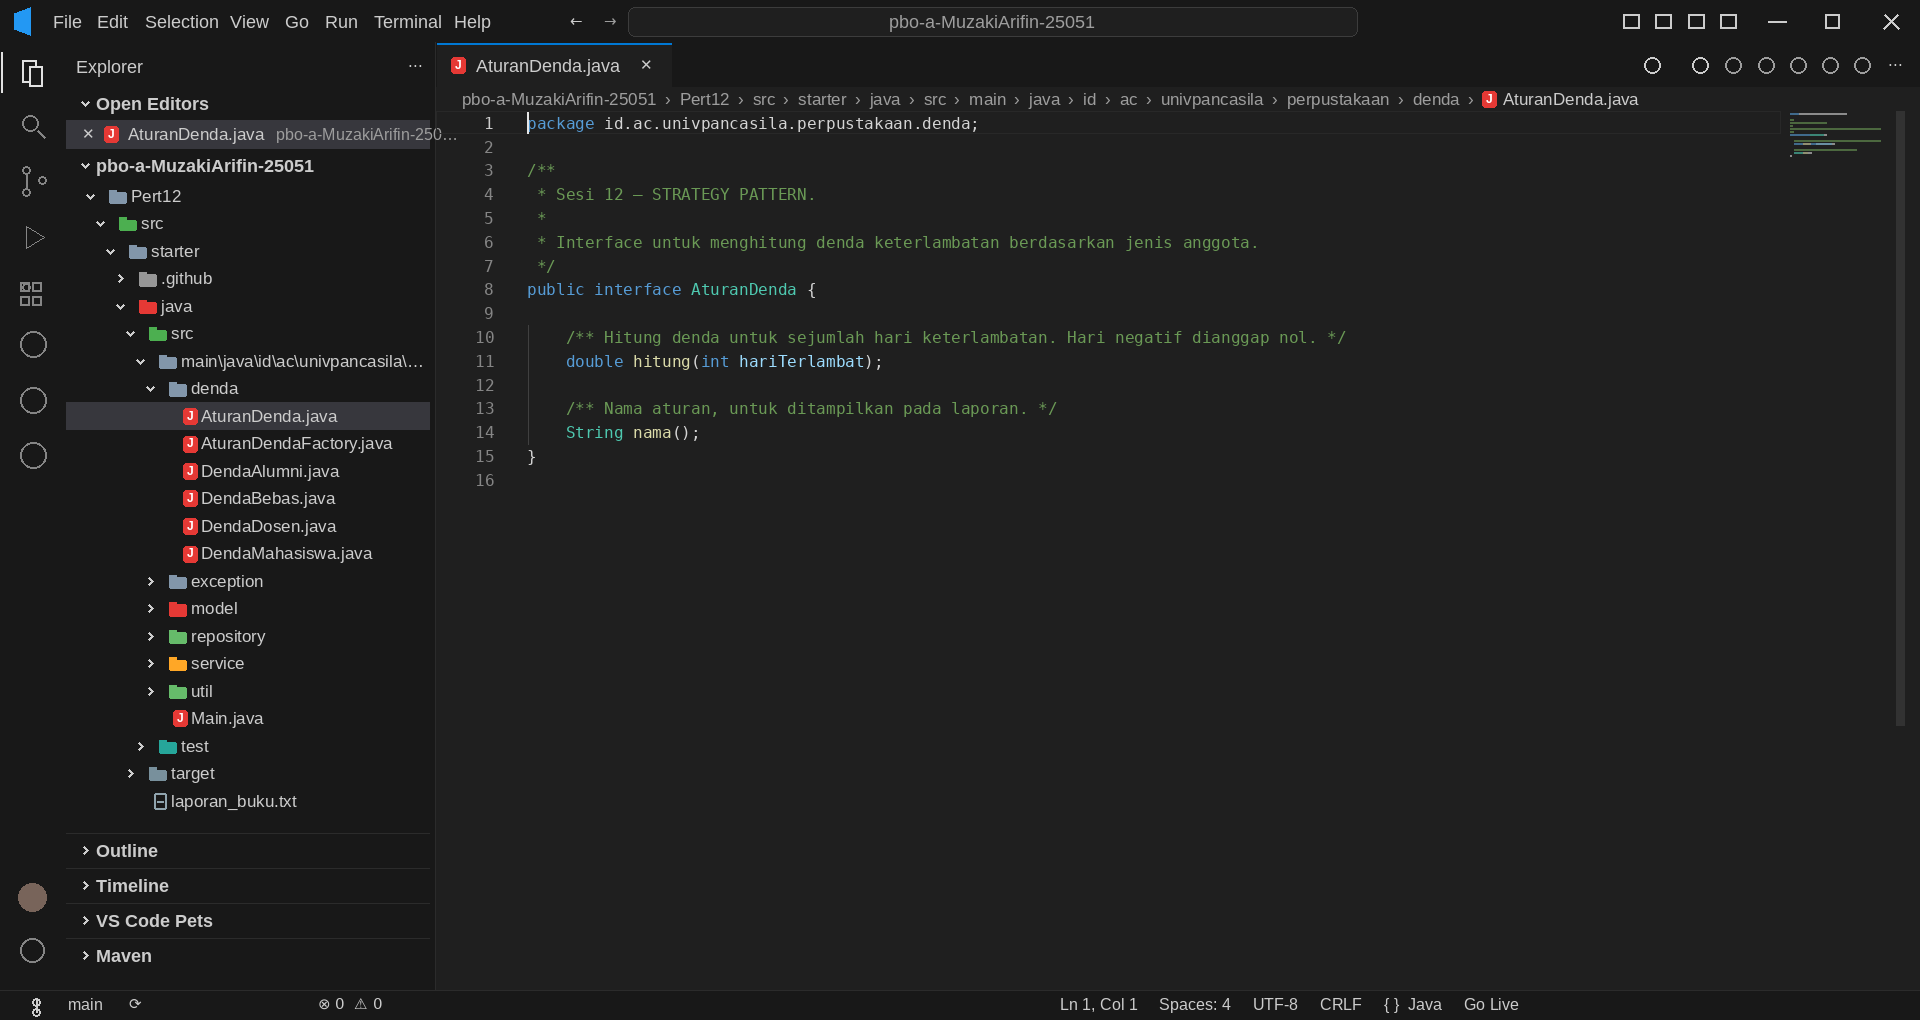 File Edit Selection View Go Run Terminal Help ← → pbo-a-MuzakiArifin-25051
Explorer ···
Open Editors
× J AturanDenda.java pbo-a-MuzakiArifin-250...
pbo-a-MuzakiArifin-25051
Pert12
src
starter
.github
java
src
main\java\id\ac\univpancasila\...
denda
J AturanDenda.java
J AturanDendaFactory.java
J DendaAlumni.java
J DendaBebas.java
J DendaDosen.java
J DendaMahasiswa.java
exception
model
repository
service
util
J Main.java
test
target
laporan_buku.txt
Outline
Timeline
VS Code Pets
Maven
J AturanDenda.java × ···
pbo-a-MuzakiArifin-25051 › Pert12 › src › starter › java › src › main › java › id › ac › univpancasila › perpustakaan › denda › J AturanDenda.java
1 package id.ac.univpancasila.perpustakaan.denda;
2
3 /**
4  * Sesi 12 — STRATEGY PATTERN.
5  *
6  * Interface untuk menghitung denda keterlambatan berdasarkan jenis anggota.
7  */
8 public interface AturanDenda {
9
10     /** Hitung denda untuk sejumlah hari keterlambatan. Hari negatif dianggap nol. */
11     double hitung(int hariTerlambat);
12
13     /** Nama aturan, untuk ditampilkan pada laporan. */
14     String nama();
15 }
16
main ⟳ ⊗ 0 ⚠ 0 Ln 1, Col 1 Spaces: 4 UTF-8 CRLF { } Java Go Live